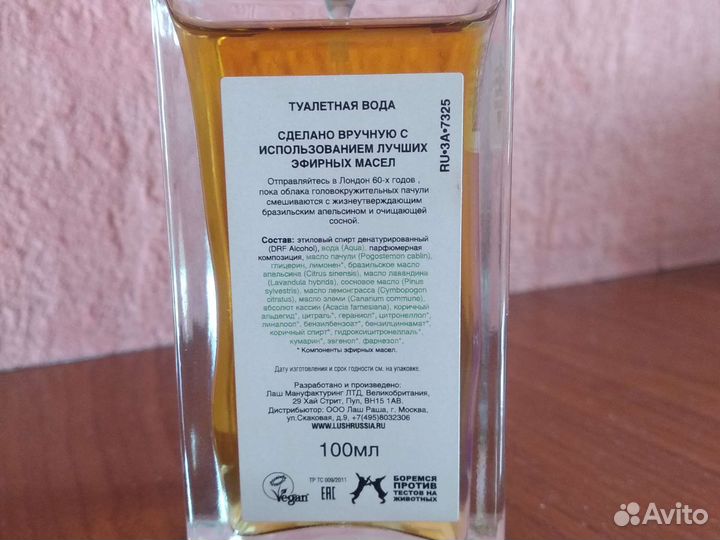 ТУАЛЕТНАЯ ВОДА
СДЕЛАНО ВРУЧНУЮ С
ИСПОЛЬЗОВАНИЕМ ЛУЧШИХ
ЭФИРНЫХ МАСЕЛ
Отправляйтесь в Лондон 60-х годов ,
пока облака головокружительных пачули
смешиваются с жизнеутверждающим
бразильским апельсином и очищающей
сосной.
Состав: этиловый спирт денатурированный
(DRF Alcohol), вода (Aqua), парфюмерная
композиция, масло пачули (Pogostemon cablin),
глицерин, лимонен*, бразильское масло
апельсина (Citrus sinensis), масло лавандина
(Lavandula hybrida), сосновое масло (Pinus
sylvestris), масло лемонграсса (Cymbopogon
citratus), масло элеми (Canarium commune),
абсолют кассии (Acacia farnesiana), коричный
альдегид*, цитраль*, гераниол*, цитронеллол*,
линалоол*, бензилбензоат*, бензилциннамат*,
коричный спирт*, гидроксицитронеллаль*,
кумарин*, эвгенол*, фарнезол*.
* Компоненты эфирных масел.
Дату изготовления и срок годности см. на упаковке.
Разработано и произведено:
Лаш Мануфактуринг ЛТД, Великобритания,
29 Хай Стрит, Пул, BH15 1AB.
Дистрибьютор: ООО Лаш Раша, г. Москва,
ул.Скаковая, д.9, +7(495)8032306
WWW.LUSHRUSSIA.RU
100мл
Vegan
ТР ТС 009/2011
EAC
БОРЕМСЯ
ПРОТИВ
ТЕСТОВ НА
ЖИВОТНЫХ
RU•3A•7325
Avito